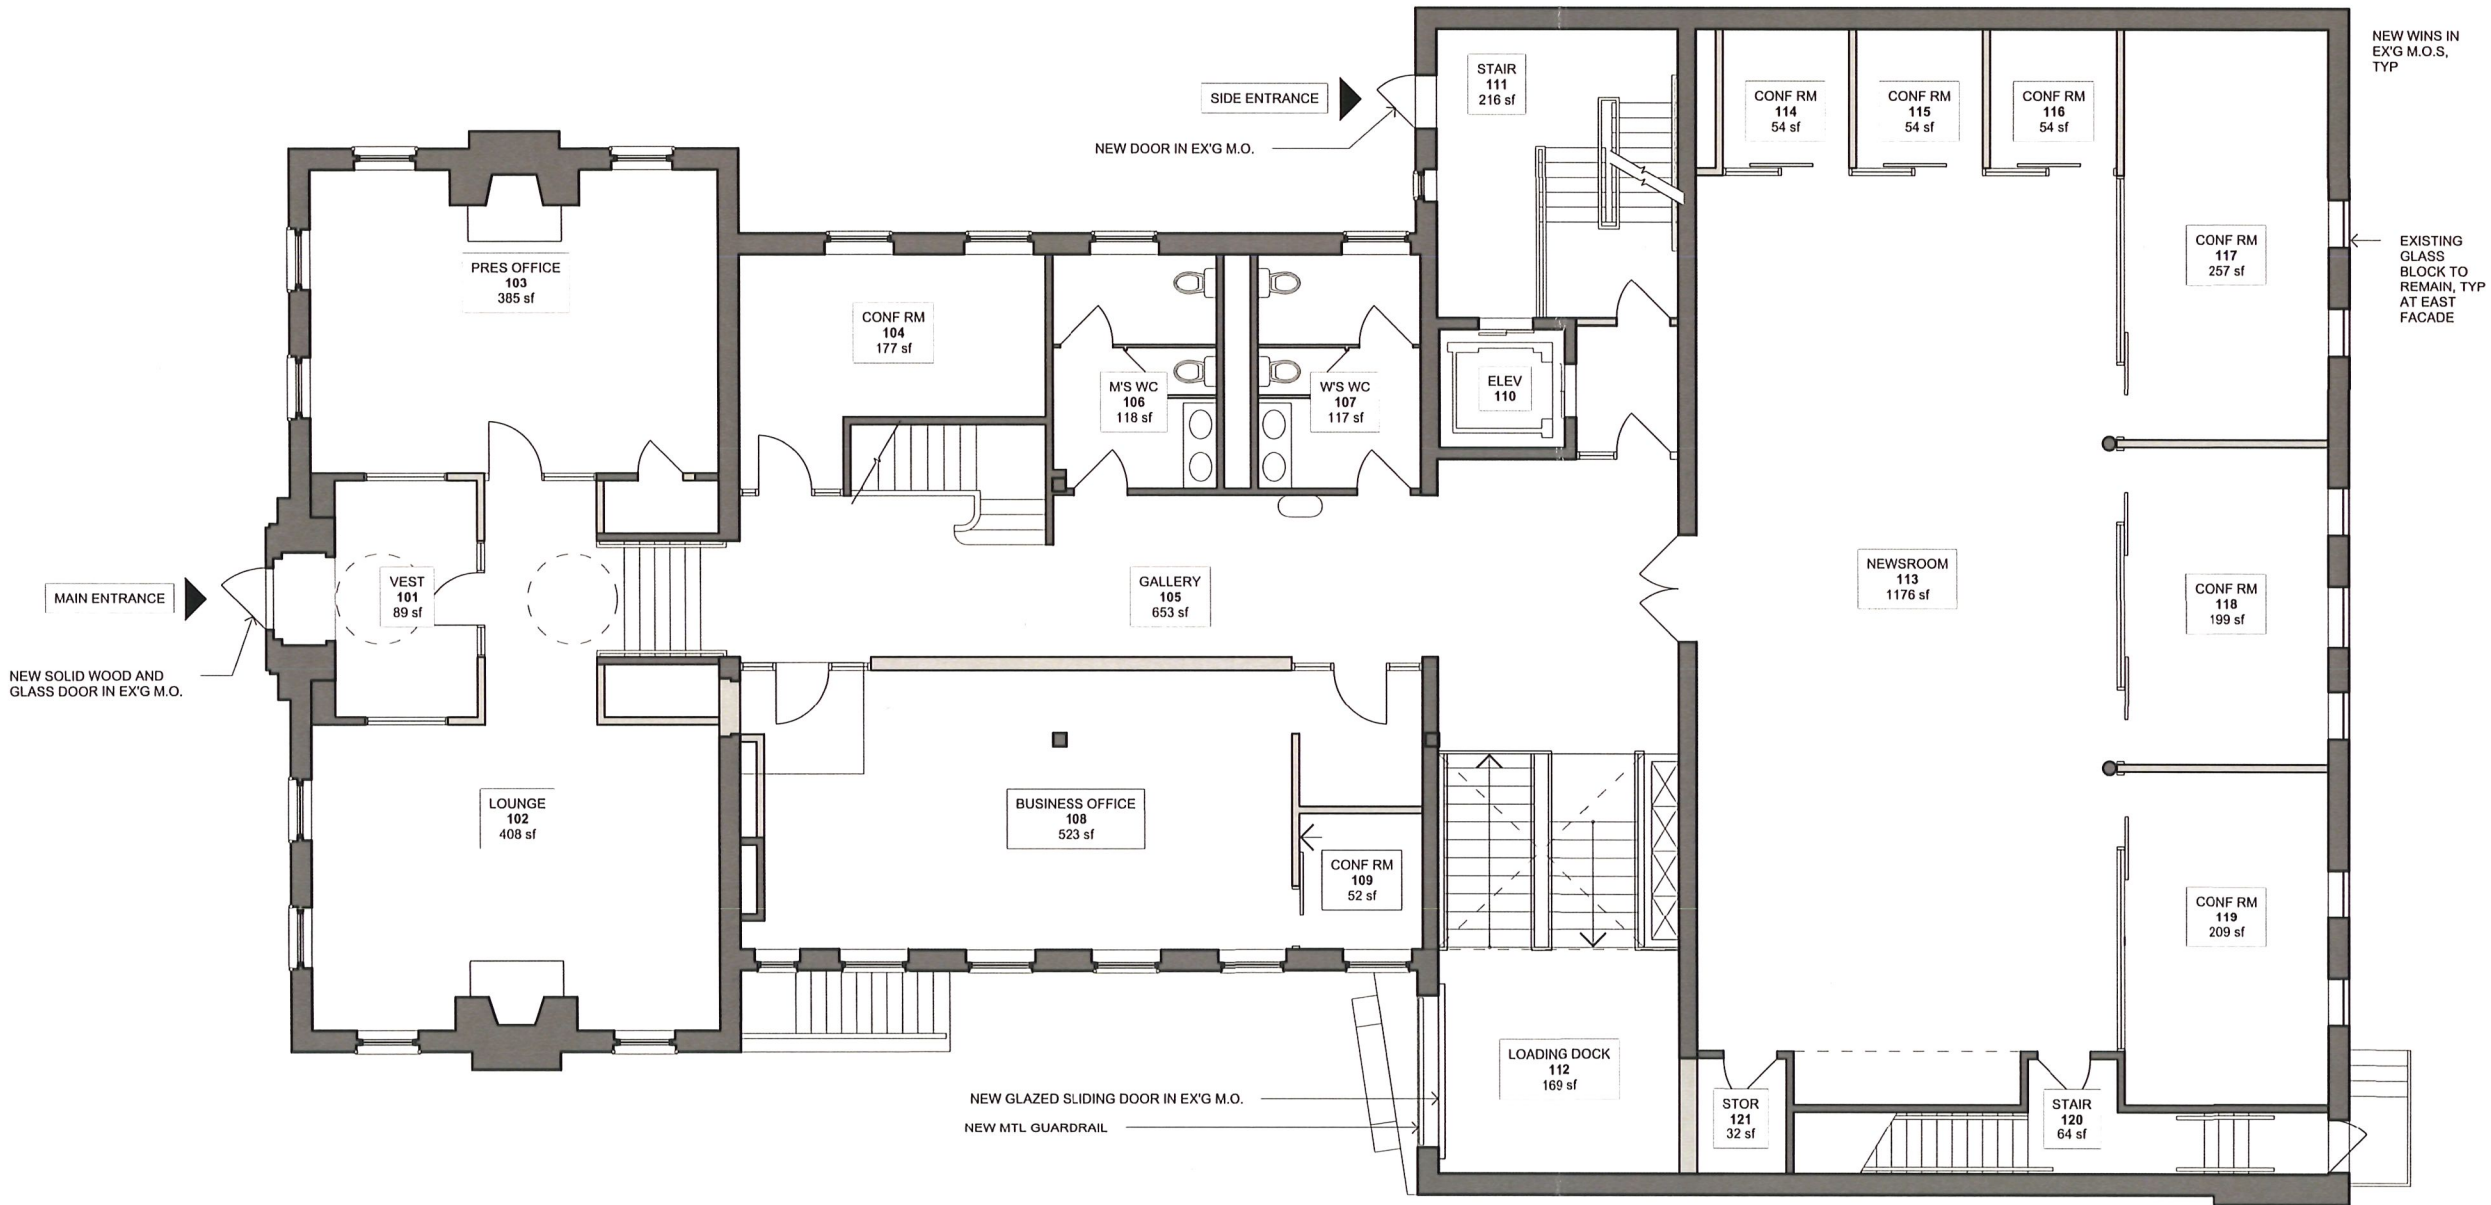 NEW WINS IN
EX'G M.O.S,
TYP
STAIR
111
216 sf
SIDE ENTRANCE
CONF RM
114
54 sf
CONF RM
115
54 sf
CONF RM
116
54 sf
NEW DOOR IN EX'G M.O.
PRES OFFICE
103
385 sf
CONF RM
117
257 sf
EXISTING
GLASS
BLOCK TO
REMAIN, TYP
AT EAST
FACADE
CONF RM
104
177 sf
M'S WC
106
118 sf
W'S WC
107
117 sf
ELEV
110
MAIN ENTRANCE
VEST
101
89 sf
GALLERY
105
653 sf
NEWSROOM
113
1176 sf
CONF RM
118
199 sf
NEW SOLID WOOD AND
GLASS DOOR IN EX'G M.O.
LOUNGE
102
408 sf
BUSINESS OFFICE
108
523 sf
CONF RM
109
52 sf
CONF RM
119
209 sf
LOADING DOCK
112
169 sf
NEW GLAZED SLIDING DOOR IN EX'G M.O.
NEW MTL GUARDRAIL
STOR
121
32 sf
STAIR
120
64 sf